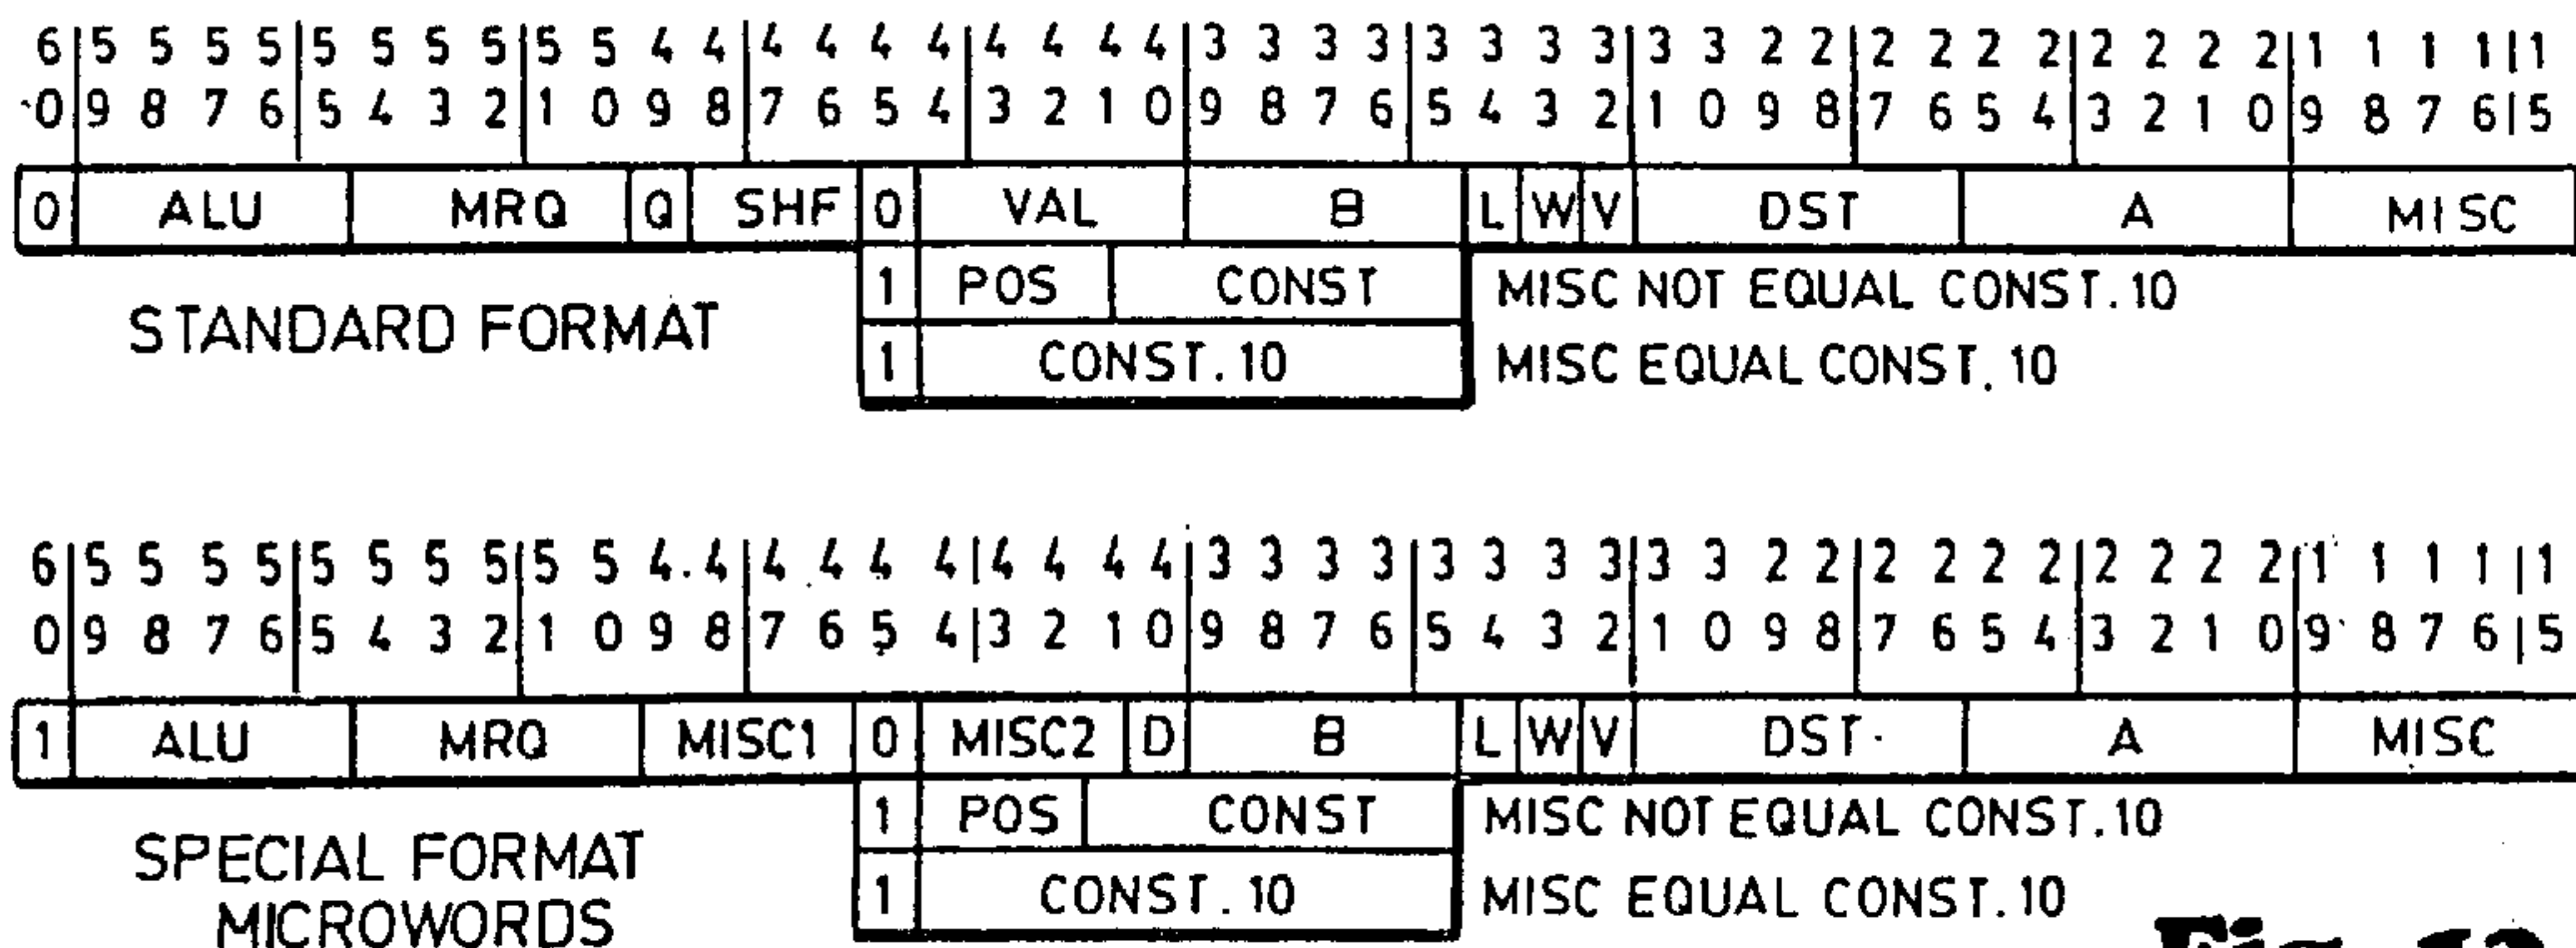 6 5 5 5 5 5 5 5 5 5 5 4 4 4 4 4 4 4 4 4 4 3 3 3 3 3 3 3 3 3 3 2 2 2 2 2 2 2 2 2 2 1 1 1 1 1
0 9 8 7 6 5 4 3 2 1 0 9 8 7 6 5 4 3 2 1 0 9 8 7 6 5 4 3 2 1 0 9 8 7 6 5 4 3 2 1 0 9 8 7 6 5
0 ALU MRQ Q SHF 0 VAL B L W V DST A MISC
1 POS CONST MISC NOT EQUAL CONST.10
STANDARD FORMAT
1 CONST.10 MISC EQUAL CONST.10
6 5 5 5 5 5 5 5 5 5 5 4 4 4 4 4 4 4 4 4 4 3 3 3 3 3 3 3 3 3 3 2 2 2 2 2 2 2 2 2 2 1 1 1 1 1
0 9 8 7 6 5 4 3 2 1 0 9 8 7 6 5 4 3 2 1 0 9 8 7 6 5 4 3 2 1 0 9 8 7 6 5 4 3 2 1 0 9 8 7 6 5
1 ALU MRQ MISC1 0 MISC2 D B L W V DST A MISC
1 POS CONST MISC NOT EQUAL CONST.10
SPECIAL FORMAT
1 CONST.10 MISC EQUAL CONST.10
MICROWORDS